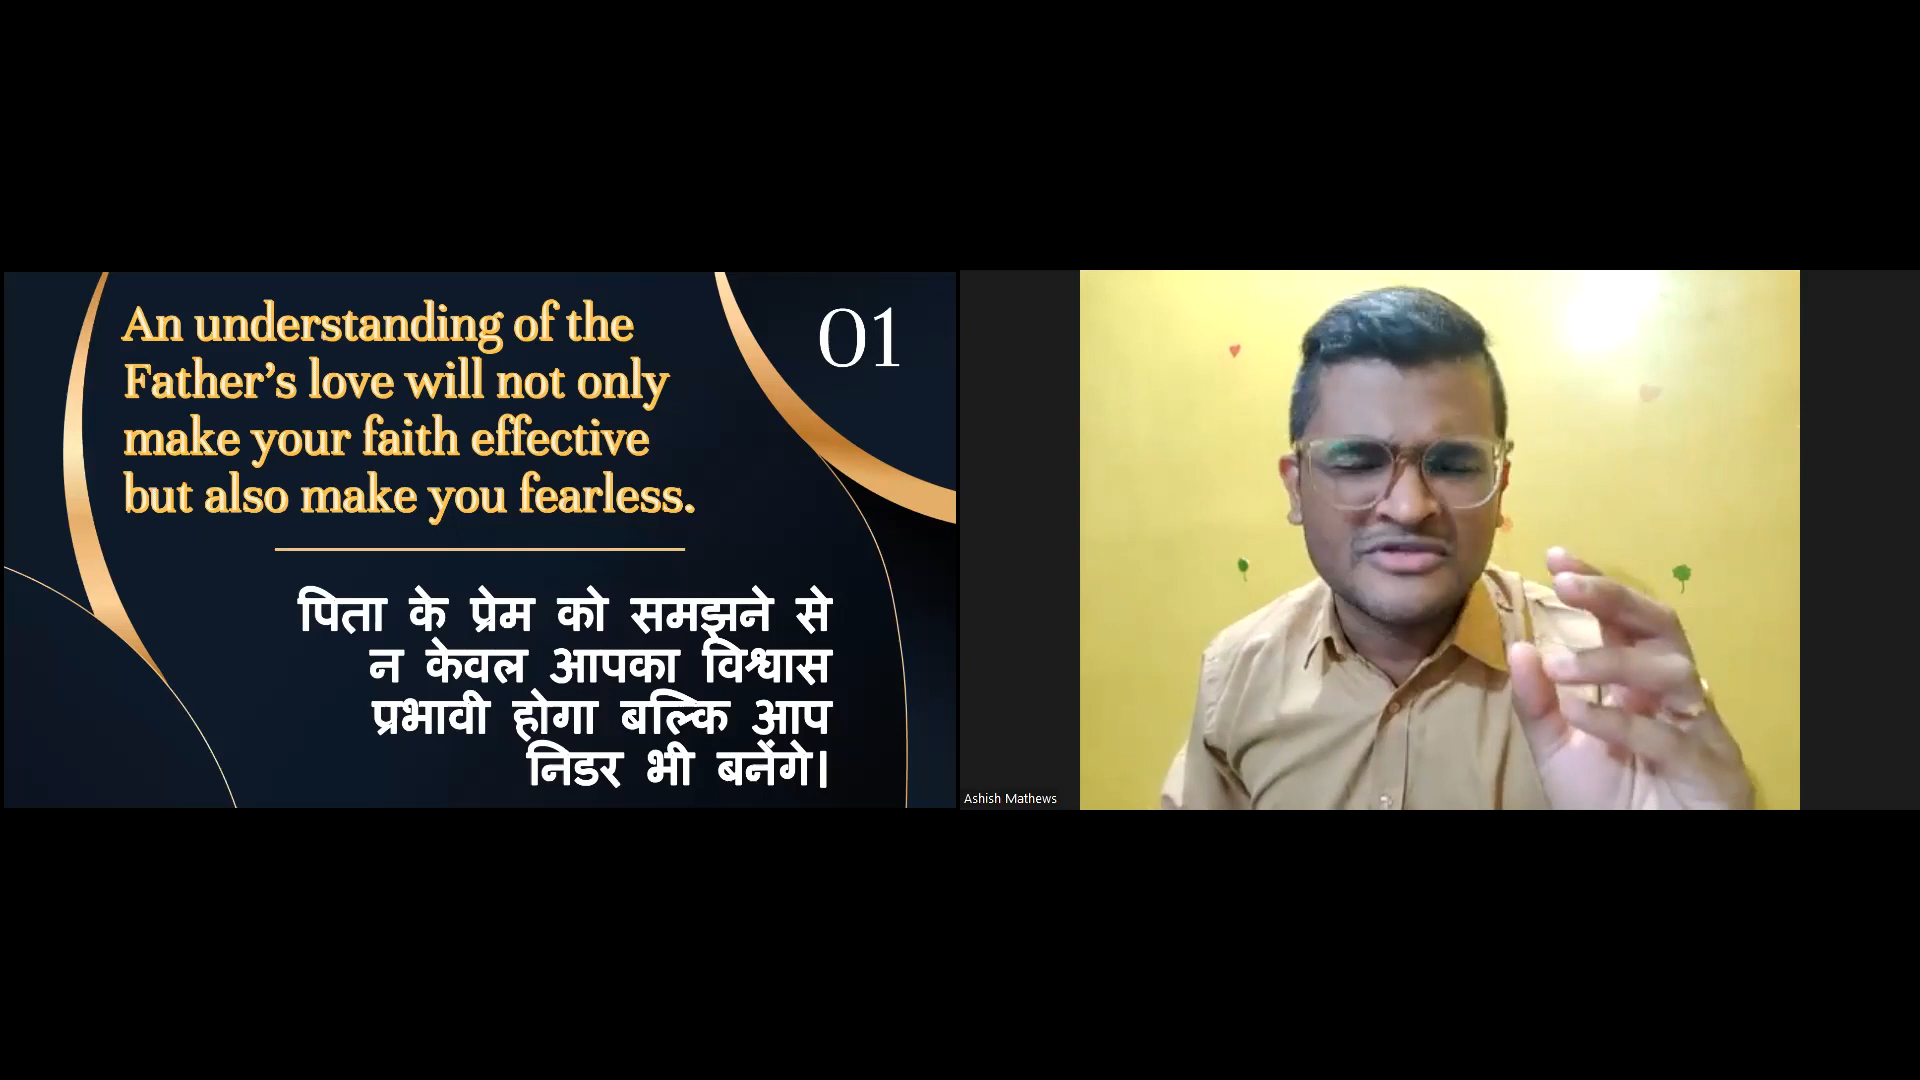 An understanding of the
Father’s love will not only
make your faith effective
but also make you fearless.
01
पिता के प्रेम को समझने से
न केवल आपका विश्वास
प्रभावी होगा बल्कि आप
निडर भी बनेंगे।
Ashish Mathews